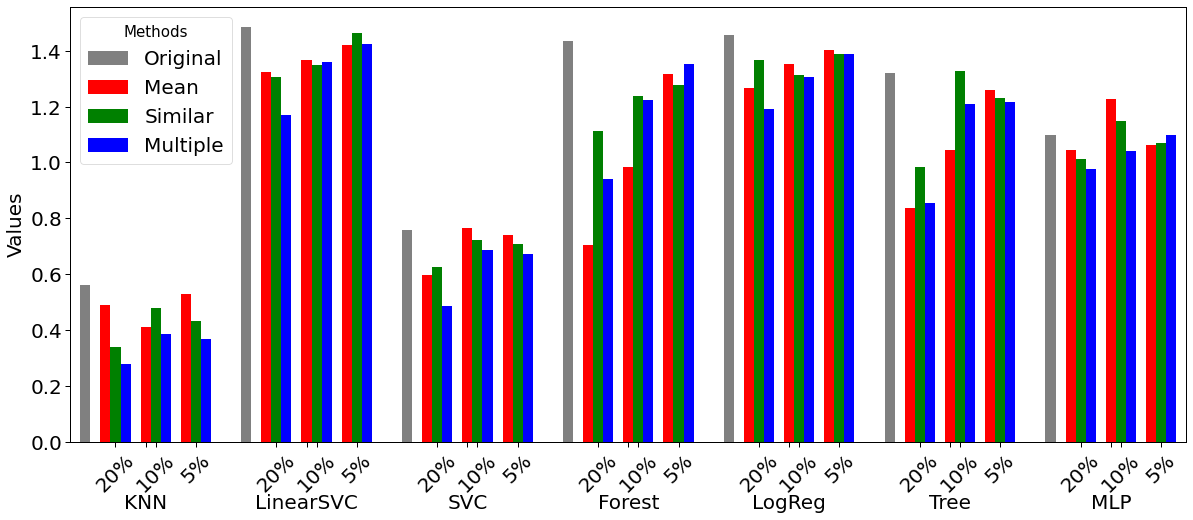 Methods
Original
Mean
Similar
Multiple
Values
1.4
1.2
1.0
0.8
0.6
0.4
0.2
0.0
20% 10% 5% 20% 10% 5% 20% 10% 5% 20% 10% 5% 20% 10% 5% 20% 10% 5% 20% 10% 5%
KNN LinearSVC SVC Forest LogReg Tree MLP